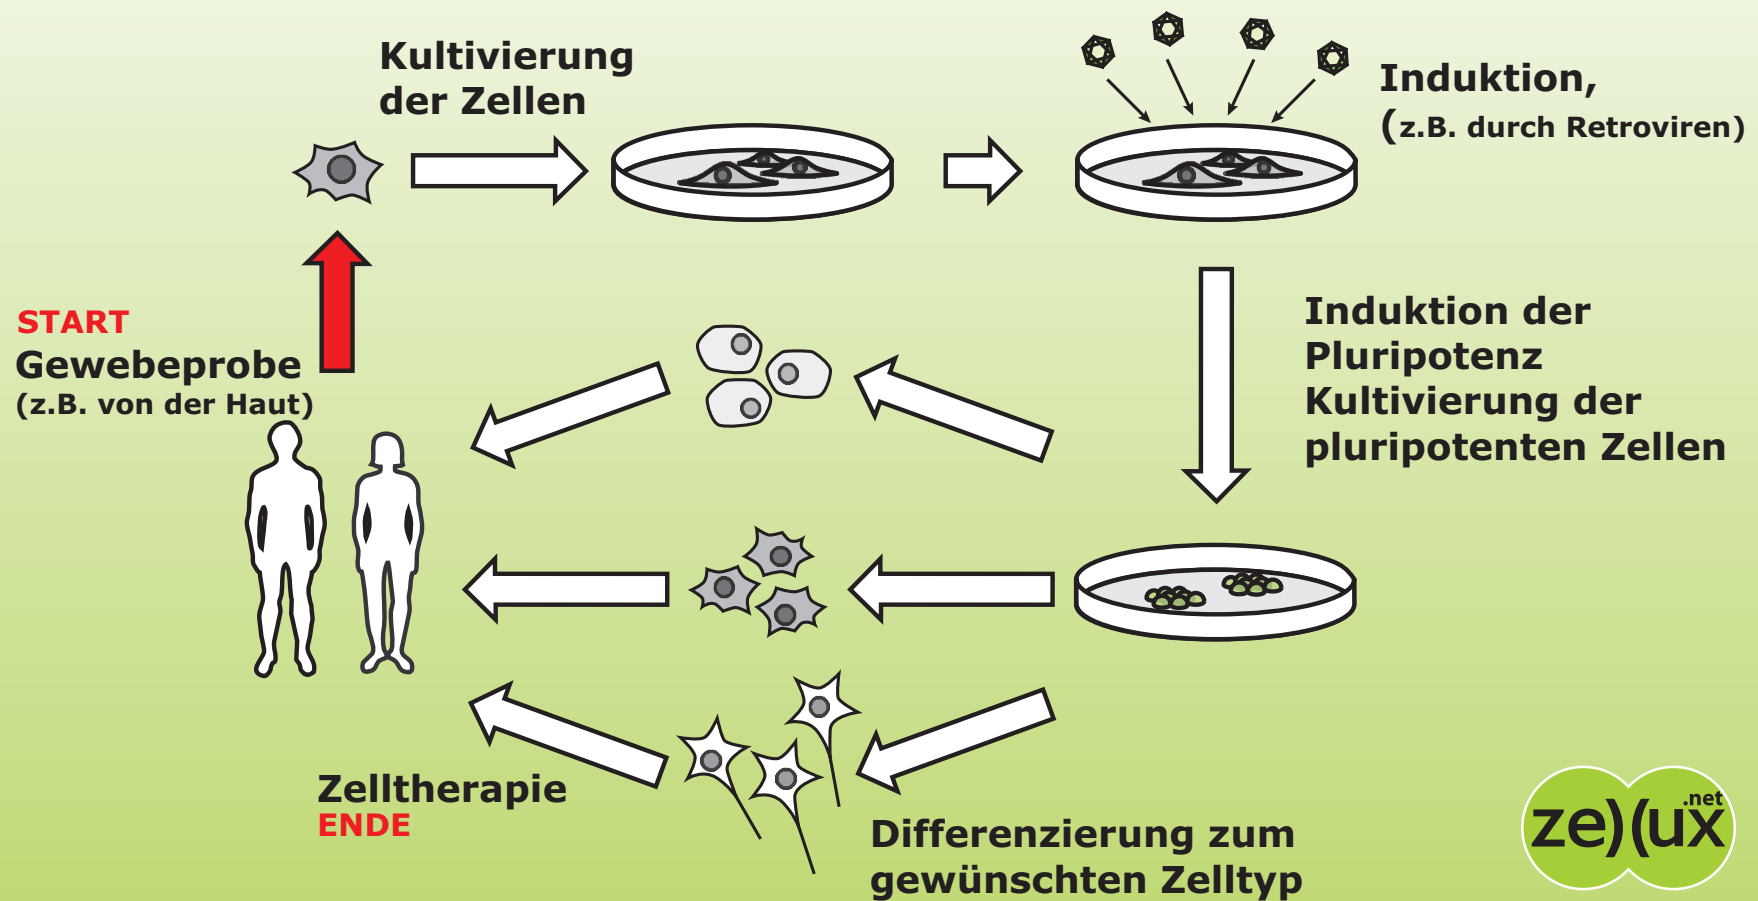 Kultivierung
der Zellen
Induktion,
(z.B. durch Retroviren)
START
Gewebeprobe
(z.B. von der Haut)
Induktion der
Pluripotenz
Kultivierung der
pluripotenten Zellen
Zelltherapie
ENDE
Differenzierung zum
gewünschten Zelltyp
ze)(ux
.net